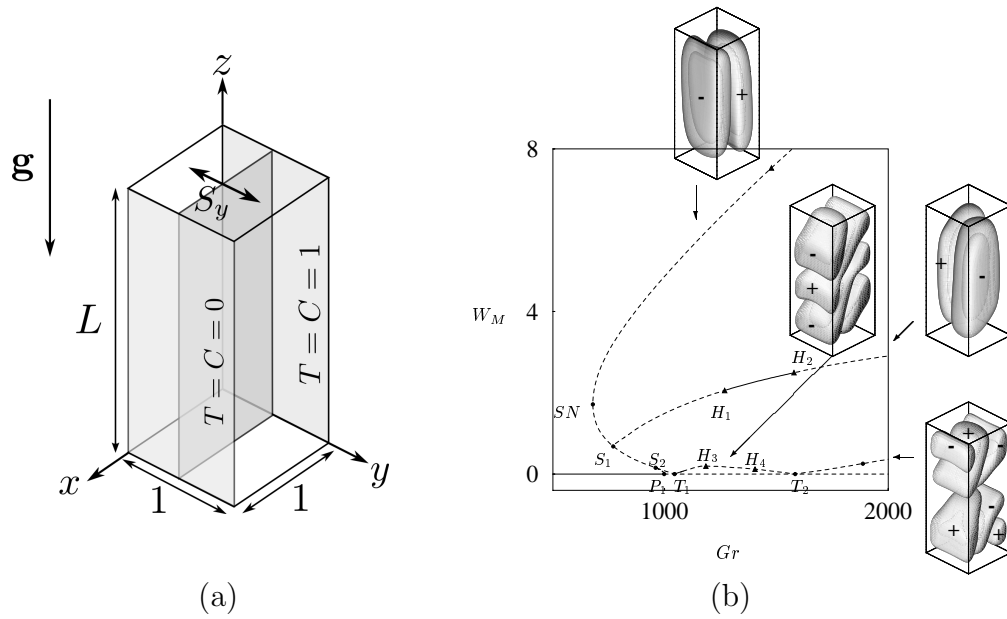 z
g
S_y
L
T = C = 0
T = C = 1
x
1
1
y
(a)
b)
-
+
8
-
+
-
+
-
4
W_M
H_2
SN
H_1
S_1
S_2
H_3
H_4
+
-
-
-
+
+
0
P_1
T_1
T_2
1000
2000
Gr
(b)